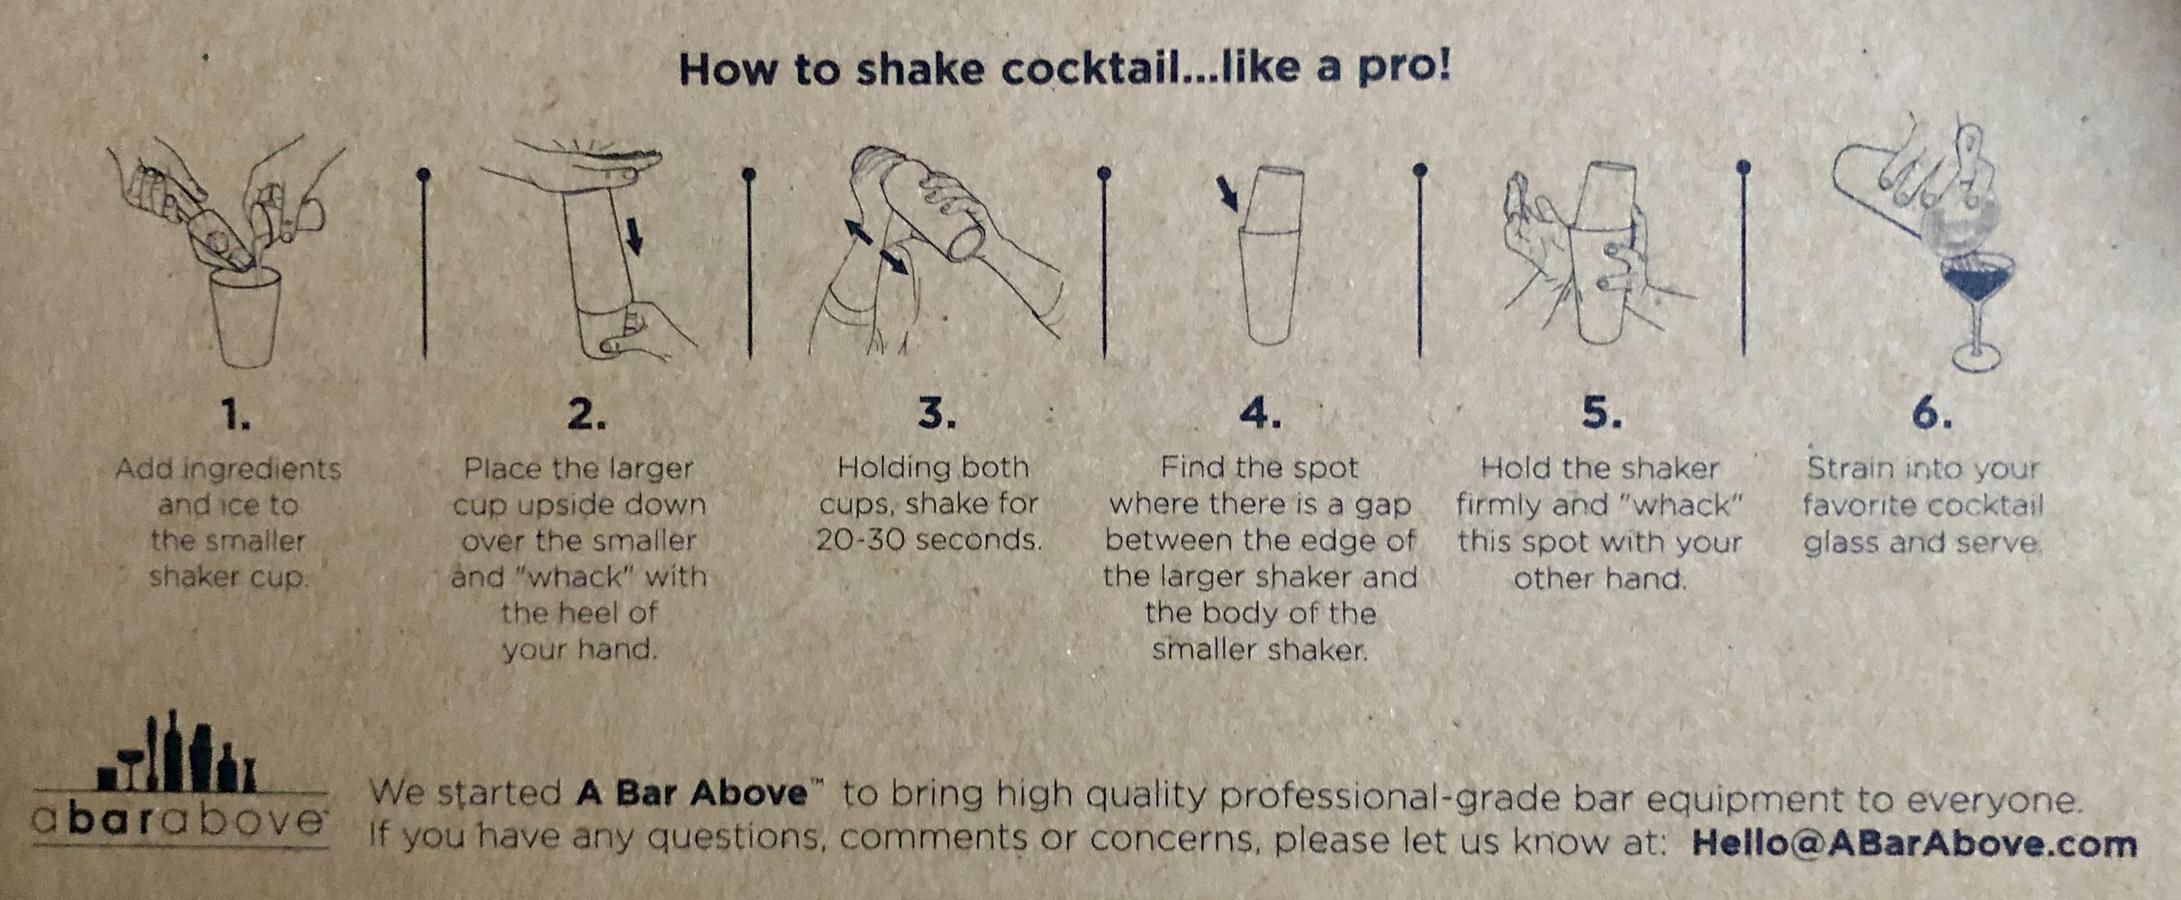 How to shake cocktail...like a pro!
1.
Add ingredients
and ice to
the smaller
shaker cup.
2.
Place the larger
cup upside down
over the smaller
and "whack" with
the heel of
your hand.
3.
Holding both
cups, shake for
20-30 seconds.
4.
Find the spot
where there is a gap
between the edge of
the larger shaker and
the body of the
smaller shaker.
5.
Hold the shaker
firmly and "whack"
this spot with your
other hand.
6.
Strain into your
favorite cocktail
glass and serve.
abarabove
We started A Bar Above™ to bring high quality professional-grade bar equipment to everyone.
If you have any questions, comments or concerns, please let us know at: Hello@ABarAbove.com